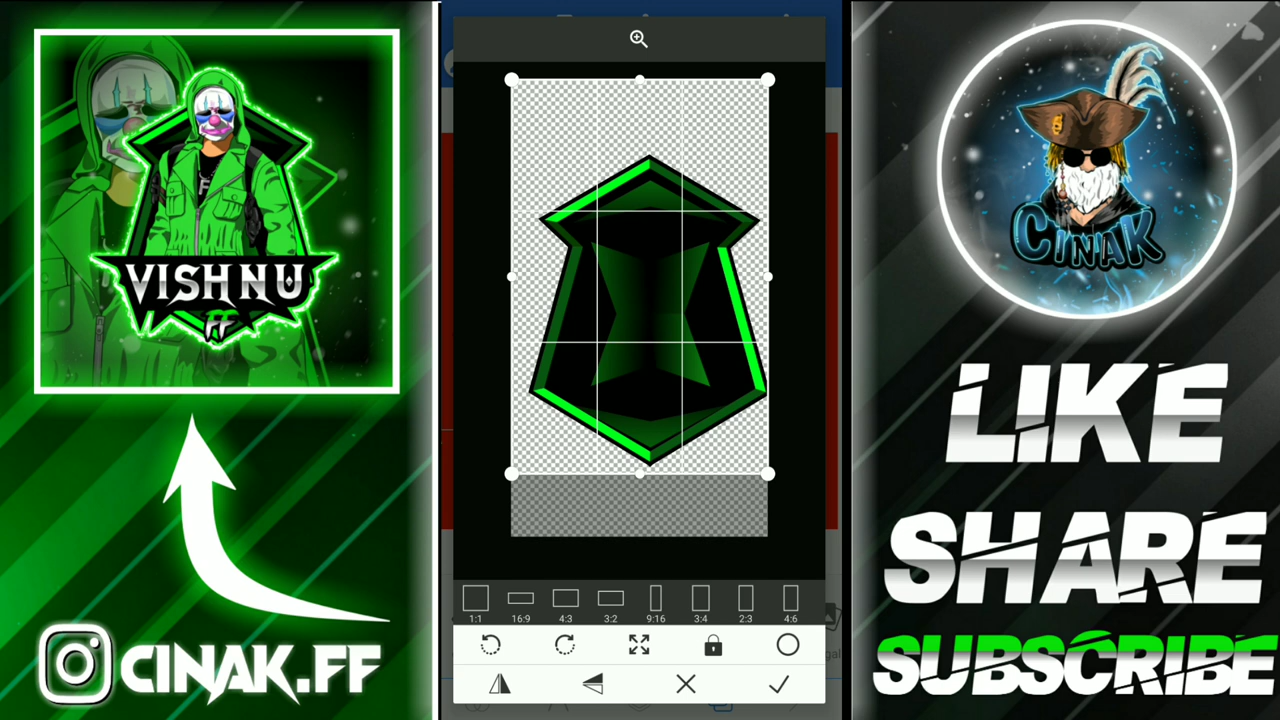 VISHNU
FF
CINAK.FF
1:1 16:9 4:3 3:2 9:16 3:4 2:3 4:6
CINAK
LIKE
SHARE
SUBSCRIBE